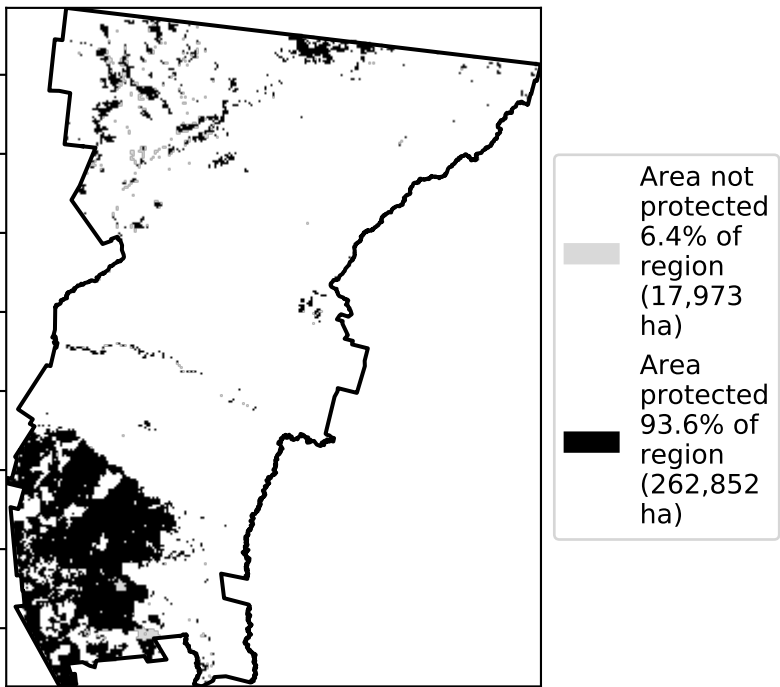 Area not
protected
6.4% of
region
(17,973
ha)
Area
protected
93.6% of
region
(262,852
ha)